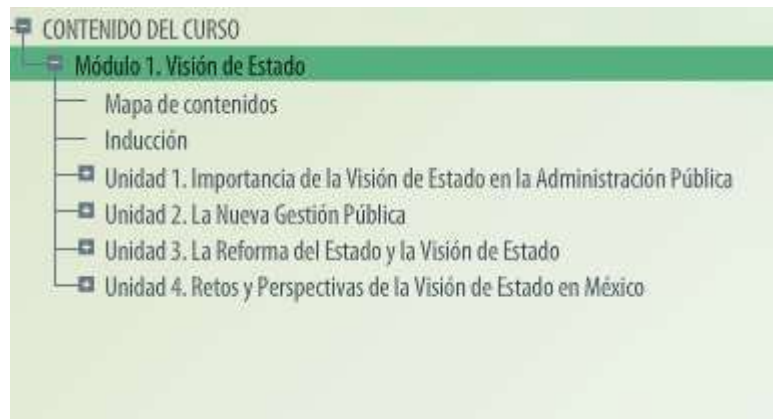 CONTENIDO DEL CURSO
Módulo 1. Visión de Estado
Mapa de contenidos
Inducción
Unidad 1. Importancia de la Visión de Estado en la Administración Pública
Unidad 2. La Nueva Gestión Pública
Unidad 3. La Reforma del Estado y la Visión de Estado
Unidad 4. Retos y Perspectivas de la Visión de Estado en México